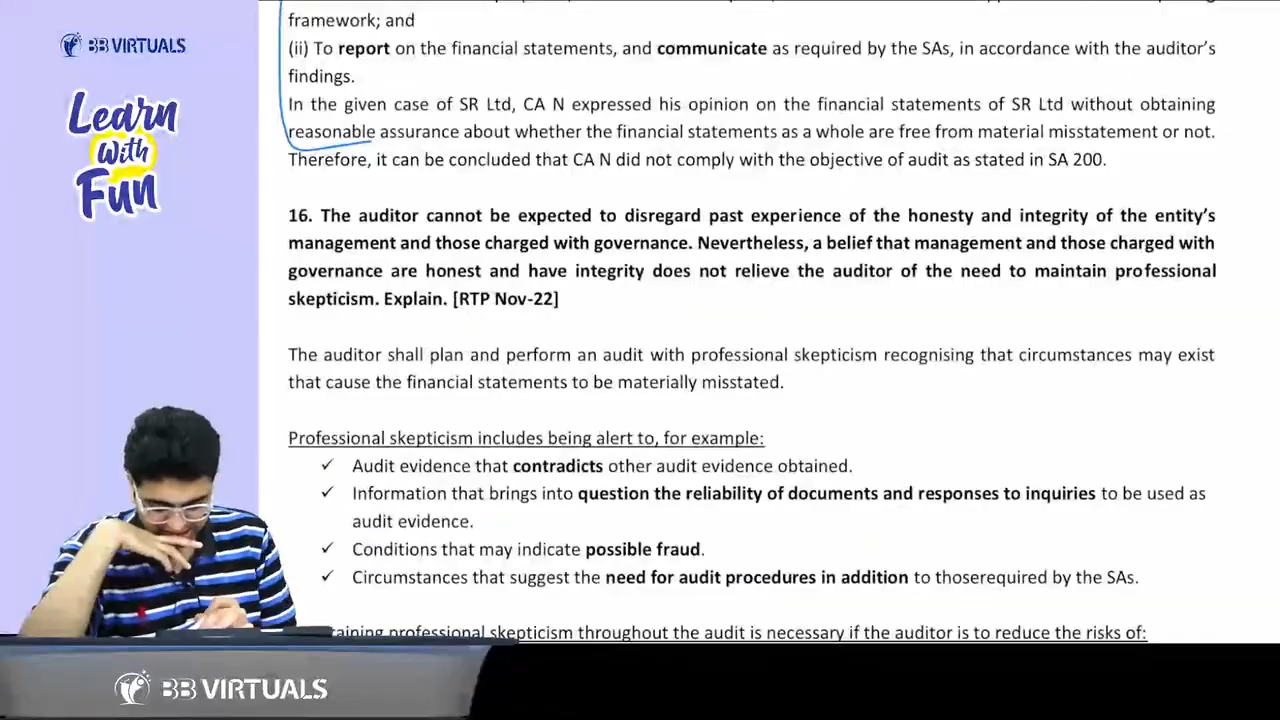 framework; and
BB VIRTUALS
(ii) To report on the financial statements, and communicate as required by the SAs, in accordance with the auditor's
findings.
Learn
With
Fun
In the given case of SR Ltd, CA N expressed his opinion on the financial statements of SR Ltd without obtaining
reasonable assurance about whether the financial statements as a whole are free from material misstatement or not.
Therefore, it can be concluded that CA N did not comply with the objective of audit as stated in SA 200.
16. The auditor cannot be expected to disregard past experience of the honesty and integrity of the entity's
management and those charged with governance. Nevertheless, a belief that management and those charged with
governance are honest and have integrity does not relieve the auditor of the need to maintain professional
skepticism. Explain. [RTP Nov-22]
The auditor shall plan and perform an audit with professional skepticism recognising that circumstances may exist
that cause the financial statements to be materially misstated.
Professional skepticism includes being alert to, for example:
✓ Audit evidence that contradicts other audit evidence obtained.
✓ Information that brings into question the reliability of documents and responses to inquiries to be used as
audit evidence.
✓ Conditions that may indicate possible fraud.
✓ Circumstances that suggest the need for audit procedures in addition to thoserequired by the SAs.
professional skepticism throughout the audit is necessary if the auditor is to reduce the risks of:
BB VIRTUALS